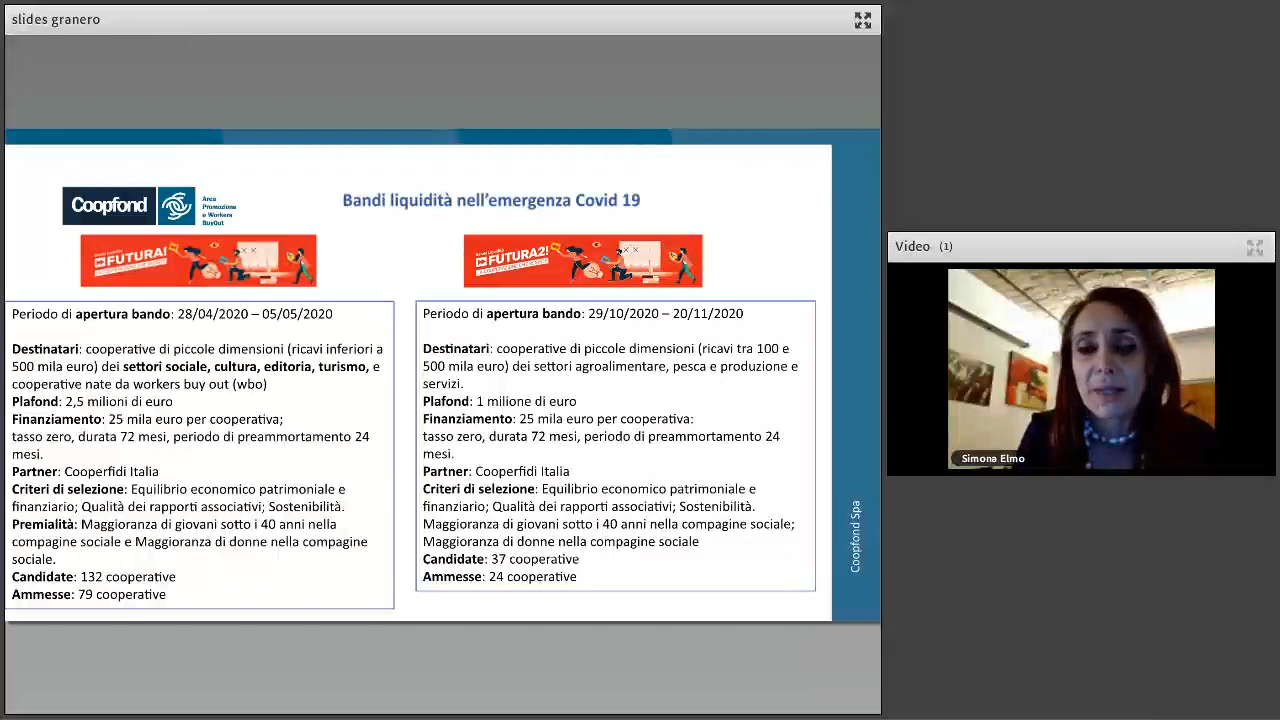 slides granero
Coopfond
Area
Promozione
e Workers
BuyOut
Bandi liquidità nell'emergenza Covid 19
FUTURA!
FUTURA2!
Periodo di apertura bando: 28/04/2020 – 05/05/2020
Destinatari: cooperative di piccole dimensioni (ricavi inferiori a
500 mila euro) dei settori sociale, cultura, editoria, turismo, e
cooperative nate da workers buy out (wbo)
Plafond: 2,5 milioni di euro
Finanziamento: 25 mila euro per cooperativa;
tasso zero, durata 72 mesi, periodo di preammortamento 24
mesi.
Partner: Cooperfidi Italia
Criteri di selezione: Equilibrio economico patrimoniale e
finanziario; Qualità dei rapporti associativi; Sostenibilità.
Premialità: Maggioranza di giovani sotto i 40 anni nella
compagine sociale e Maggioranza di donne nella compagine
sociale.
Candidate: 132 cooperative
Ammesse: 79 cooperative
Periodo di apertura bando: 29/10/2020 – 20/11/2020
Destinatari: cooperative di piccole dimensioni (ricavi tra 100 e
500 mila euro) dei settori agroalimentare, pesca e produzione e
servizi.
Plafond: 1 milione di euro
Finanziamento: 25 mila euro per cooperativa:
tasso zero, durata 72 mesi, periodo di preammortamento 24
mesi.
Partner: Cooperfidi Italia
Criteri di selezione: Equilibrio economico patrimoniale e
finanziario; Qualità dei rapporti associativi; Sostenibilità.
Maggioranza di giovani sotto i 40 anni nella compagine sociale;
Maggioranza di donne nella compagine sociale
Candidate: 37 cooperative
Ammesse: 24 cooperative
Coopfond Spa
Video (1)
Simona Elmo